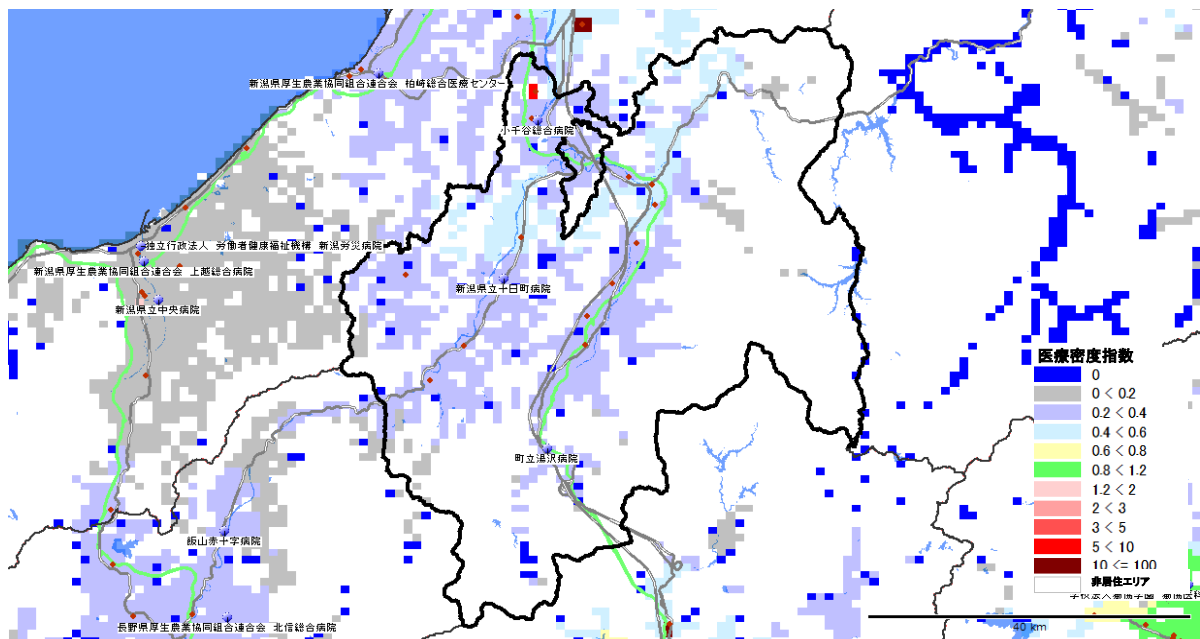 新潟県厚生農業協同組合連合会 柏崎総合医療センター
小千谷総合病院
独立行政法人 労働者健康福祉機構 新潟労災病院
新潟県厚生農業協同組合連合会 上越総合病院
新潟県立十日町病院
新潟県立中央病院
町立湯沢病院
飯山赤十字病院
長野県厚生農業協同組合連合会 北信総合病院
医療密度指数
0
0 < 0.2
0.2 < 0.4
0.4 < 0.6
0.6 < 0.8
0.8 < 1.2
1.2 < 2
2 < 3
3 < 5
5 < 10
10 <= 100
非居住エリア
40 km